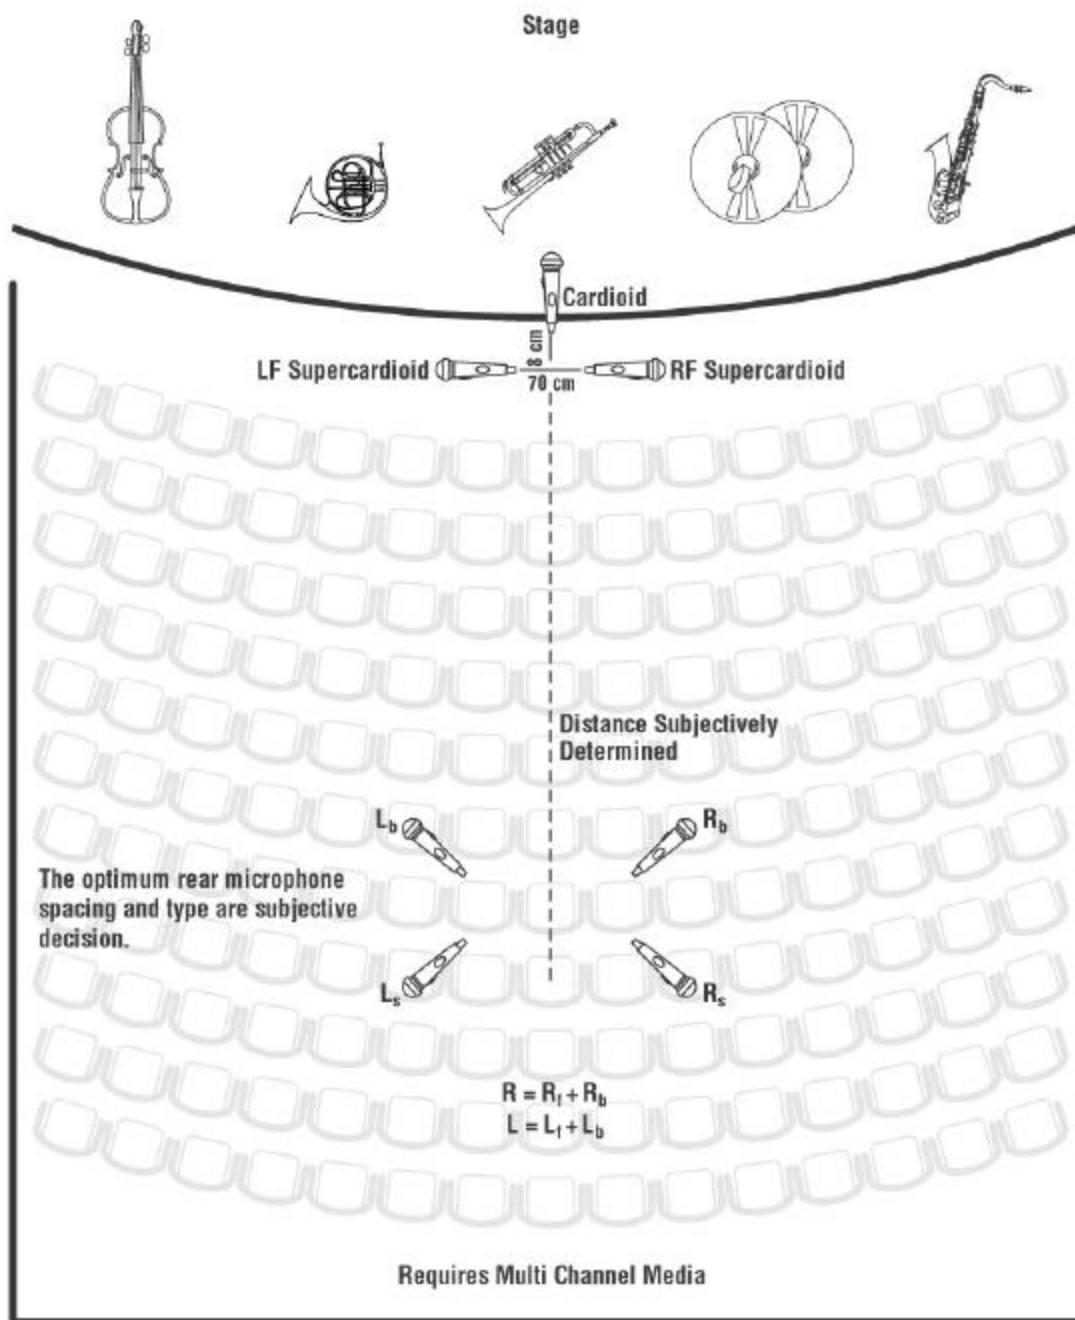 Stage
Cardioid
8 cm
LF Supercardioid
RF Supercardioid
70 cm
Distance Subjectively
Determined
Lb
Rb
The optimum rear microphone
spacing and type are subjective
decision.
Ls
Rs
R = Rf + Rb
L = Lf + Lb
Requires Multi Channel Media